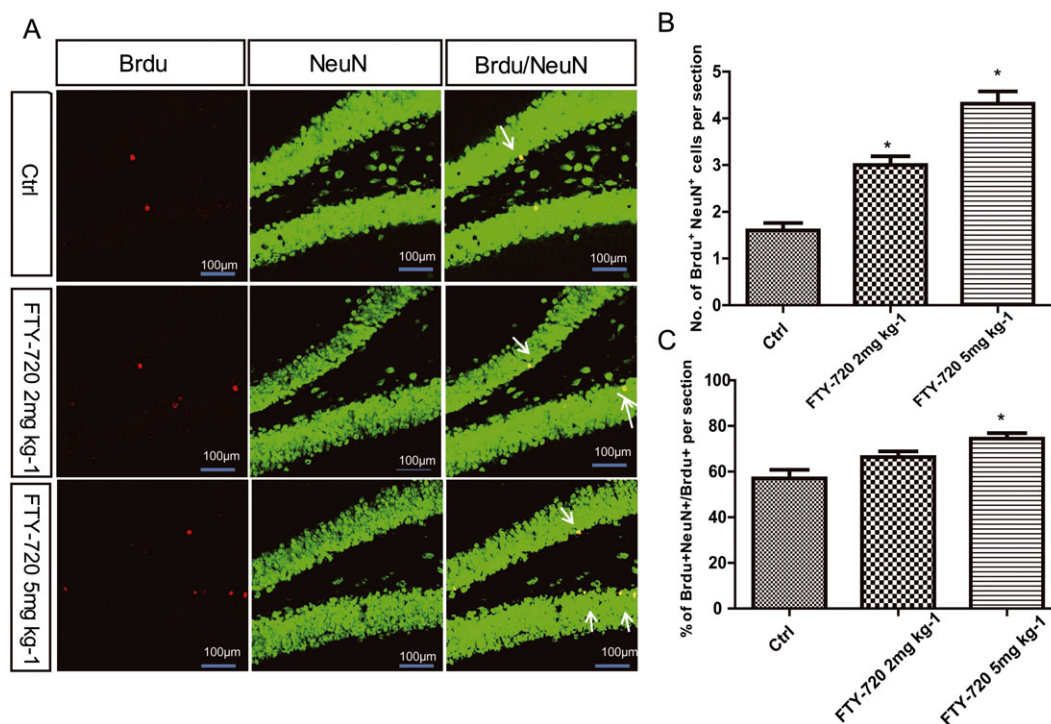 A
Brdu
NeuN
Brdu/NeuN
Ctrl
100µm
100µm
100µm
FTY-720 2mg kg-1
100µm
100µm
100µm
FTY-720 5mg kg-1
100µm
100µm
100µm
B
No. of Brdu+ NeuN+ cells per section
5
4
3
2
1
0
*
*
Ctrl
FTY-720 2mg kg-1
FTY-720 5mg kg-1
C
% of Brdu+NeuN+/Brdu+ per section
100
80
60
40
20
0
*
Ctrl
FTY-720 2mg kg-1
FTY-720 5mg kg-1